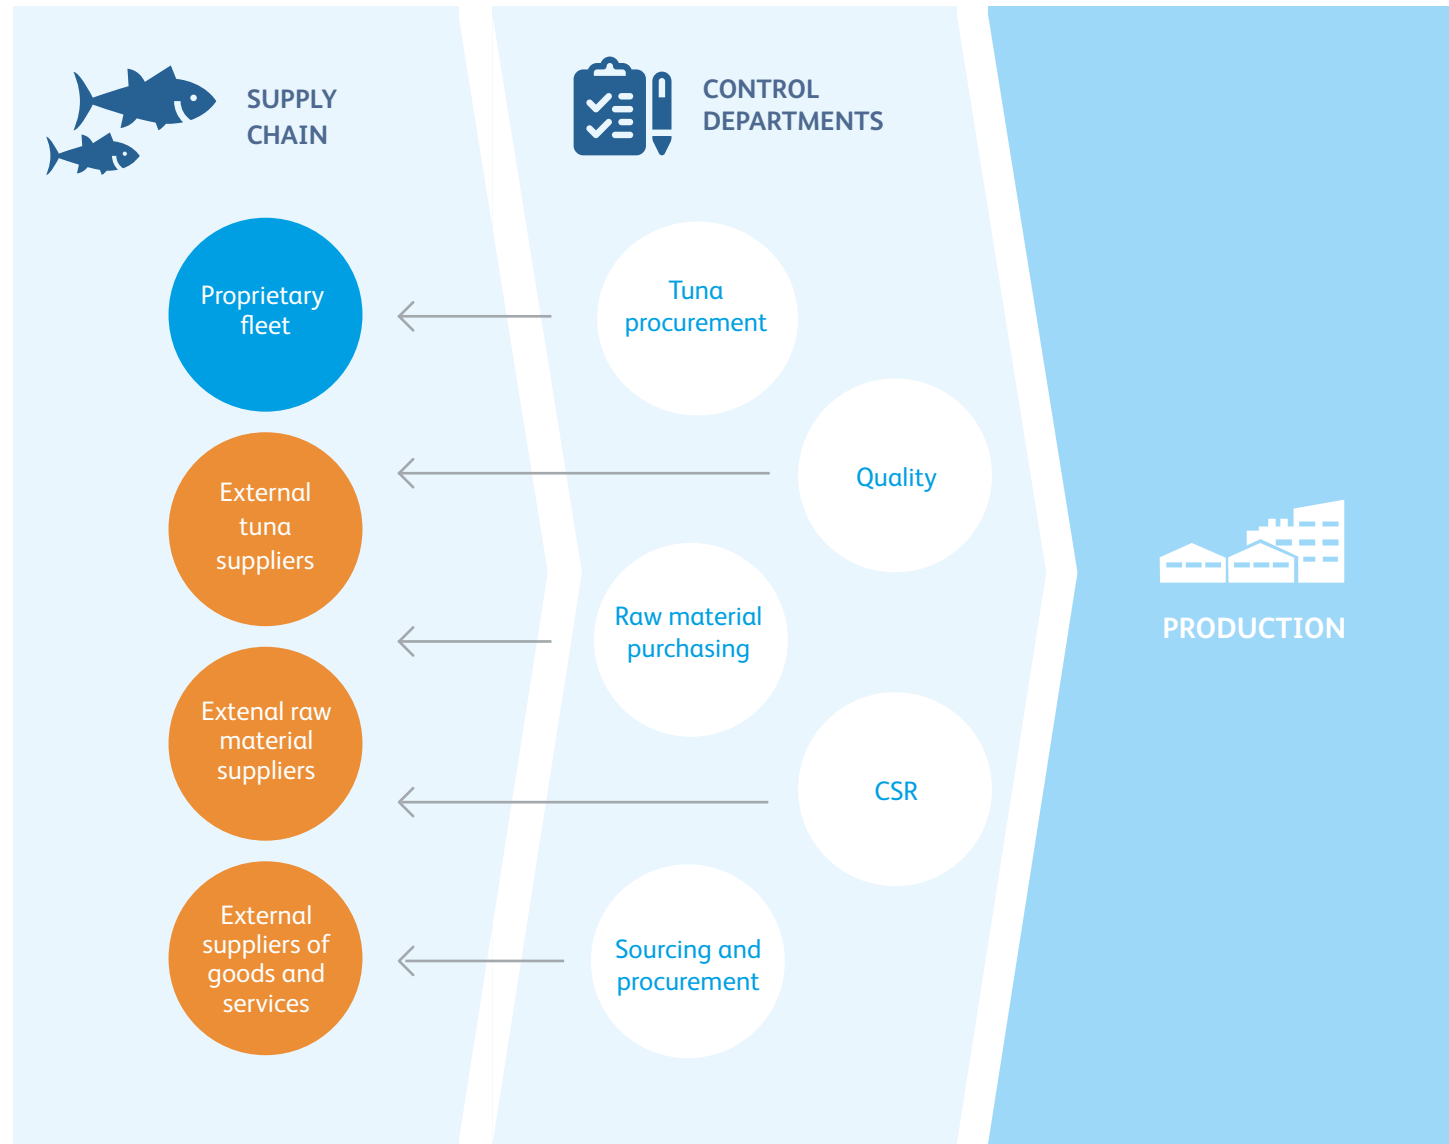 SUPPLY
CHAIN
Proprietary
fleet
External
tuna
suppliers
Extenal raw
material
suppliers
External
suppliers of
goods and
services
CONTROL
DEPARTMENTS
Tuna
procurement
Quality
Raw material
purchasing
CSR
Sourcing and
procurement
PRODUCTION